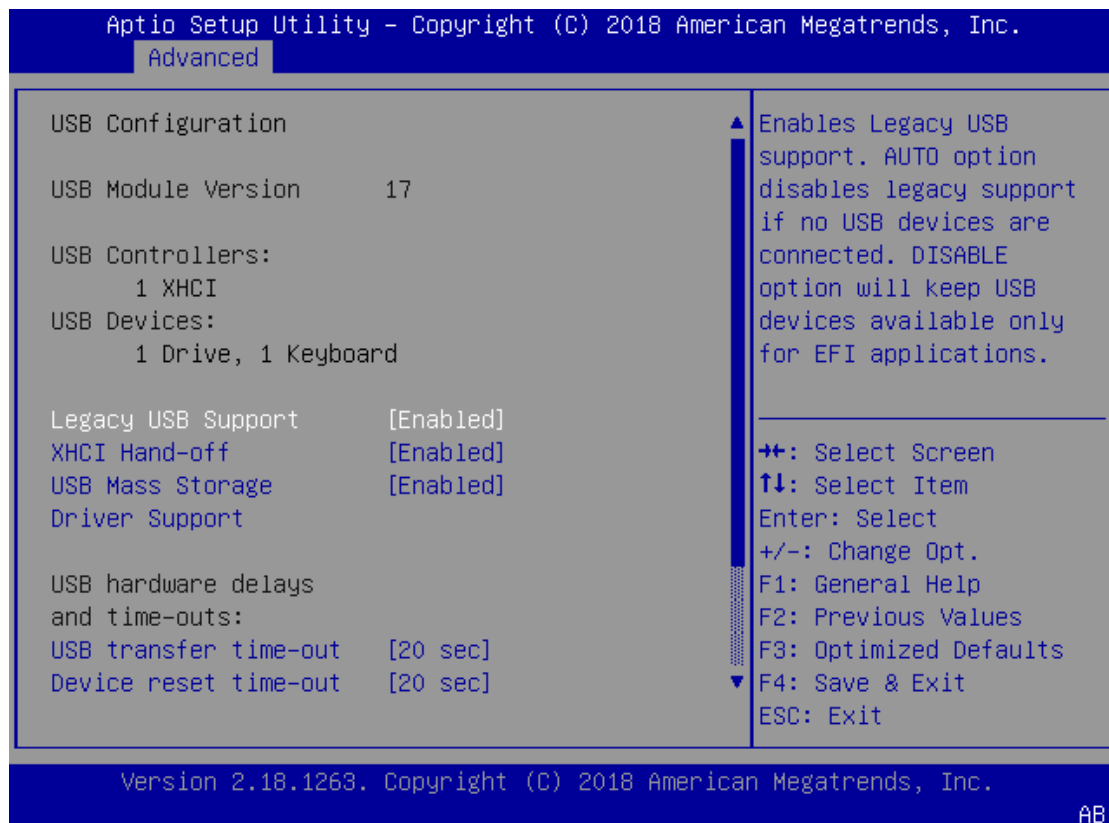 Aptio Setup Utility – Copyright (C) 2018 American Megatrends, Inc.
Advanced
USB Configuration
USB Module Version 17
USB Controllers:
1 XHCI
USB Devices:
1 Drive, 1 Keyboard
Legacy USB Support [Enabled]
XHCI Hand-off [Enabled]
USB Mass Storage [Enabled]
Driver Support
USB hardware delays
and time-outs:
USB transfer time-out [20 sec]
Device reset time-out [20 sec]
Enables Legacy USB
support. AUTO option
disables legacy support
if no USB devices are
connected. DISABLE
option will keep USB
devices available only
for EFI applications.
→←: Select Screen
↑↓: Select Item
Enter: Select
+/-: Change Opt.
F1: General Help
F2: Previous Values
F3: Optimized Defaults
F4: Save & Exit
ESC: Exit
Version 2.18.1263. Copyright (C) 2018 American Megatrends, Inc.
AB